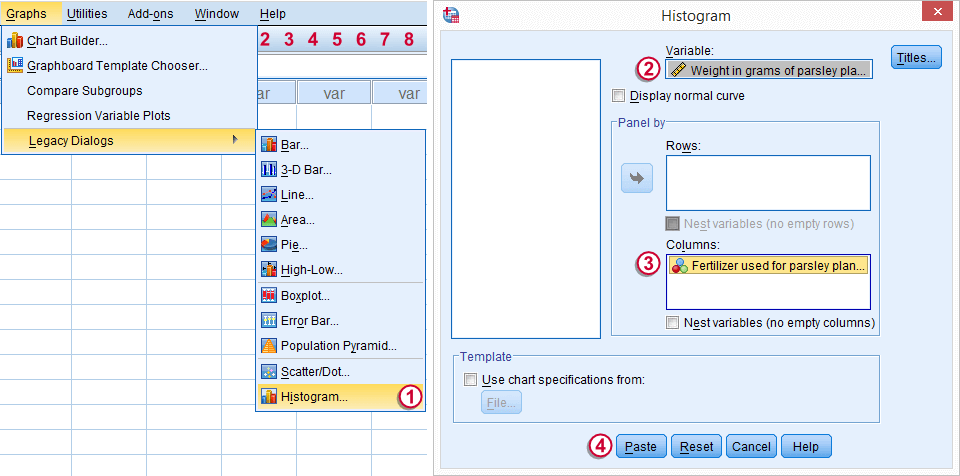 Graphs Utilities Add-ons Window Help
Chart Builder...
2 3 4 5 6 7 8
Graphboard Template Chooser...
Compare Subgroups
ar var var
Regression Variable Plots
Legacy Dialogs
Bar...
3-D Bar...
Line...
Area...
Pie...
High-Low...
Boxplot...
Error Bar...
Population Pyramid...
Scatter/Dot...
Histogram... 1
Histogram
Variable:
2 Weight in grams of parsley pla...
Titles...
Display normal curve
Panel by
Rows:
Nest variables (no empty rows)
Columns:
3 Fertilizer used for parsley plan...
Nest variables (no empty columns)
Template
Use chart specifications from:
File...
4 Paste Reset Cancel Help